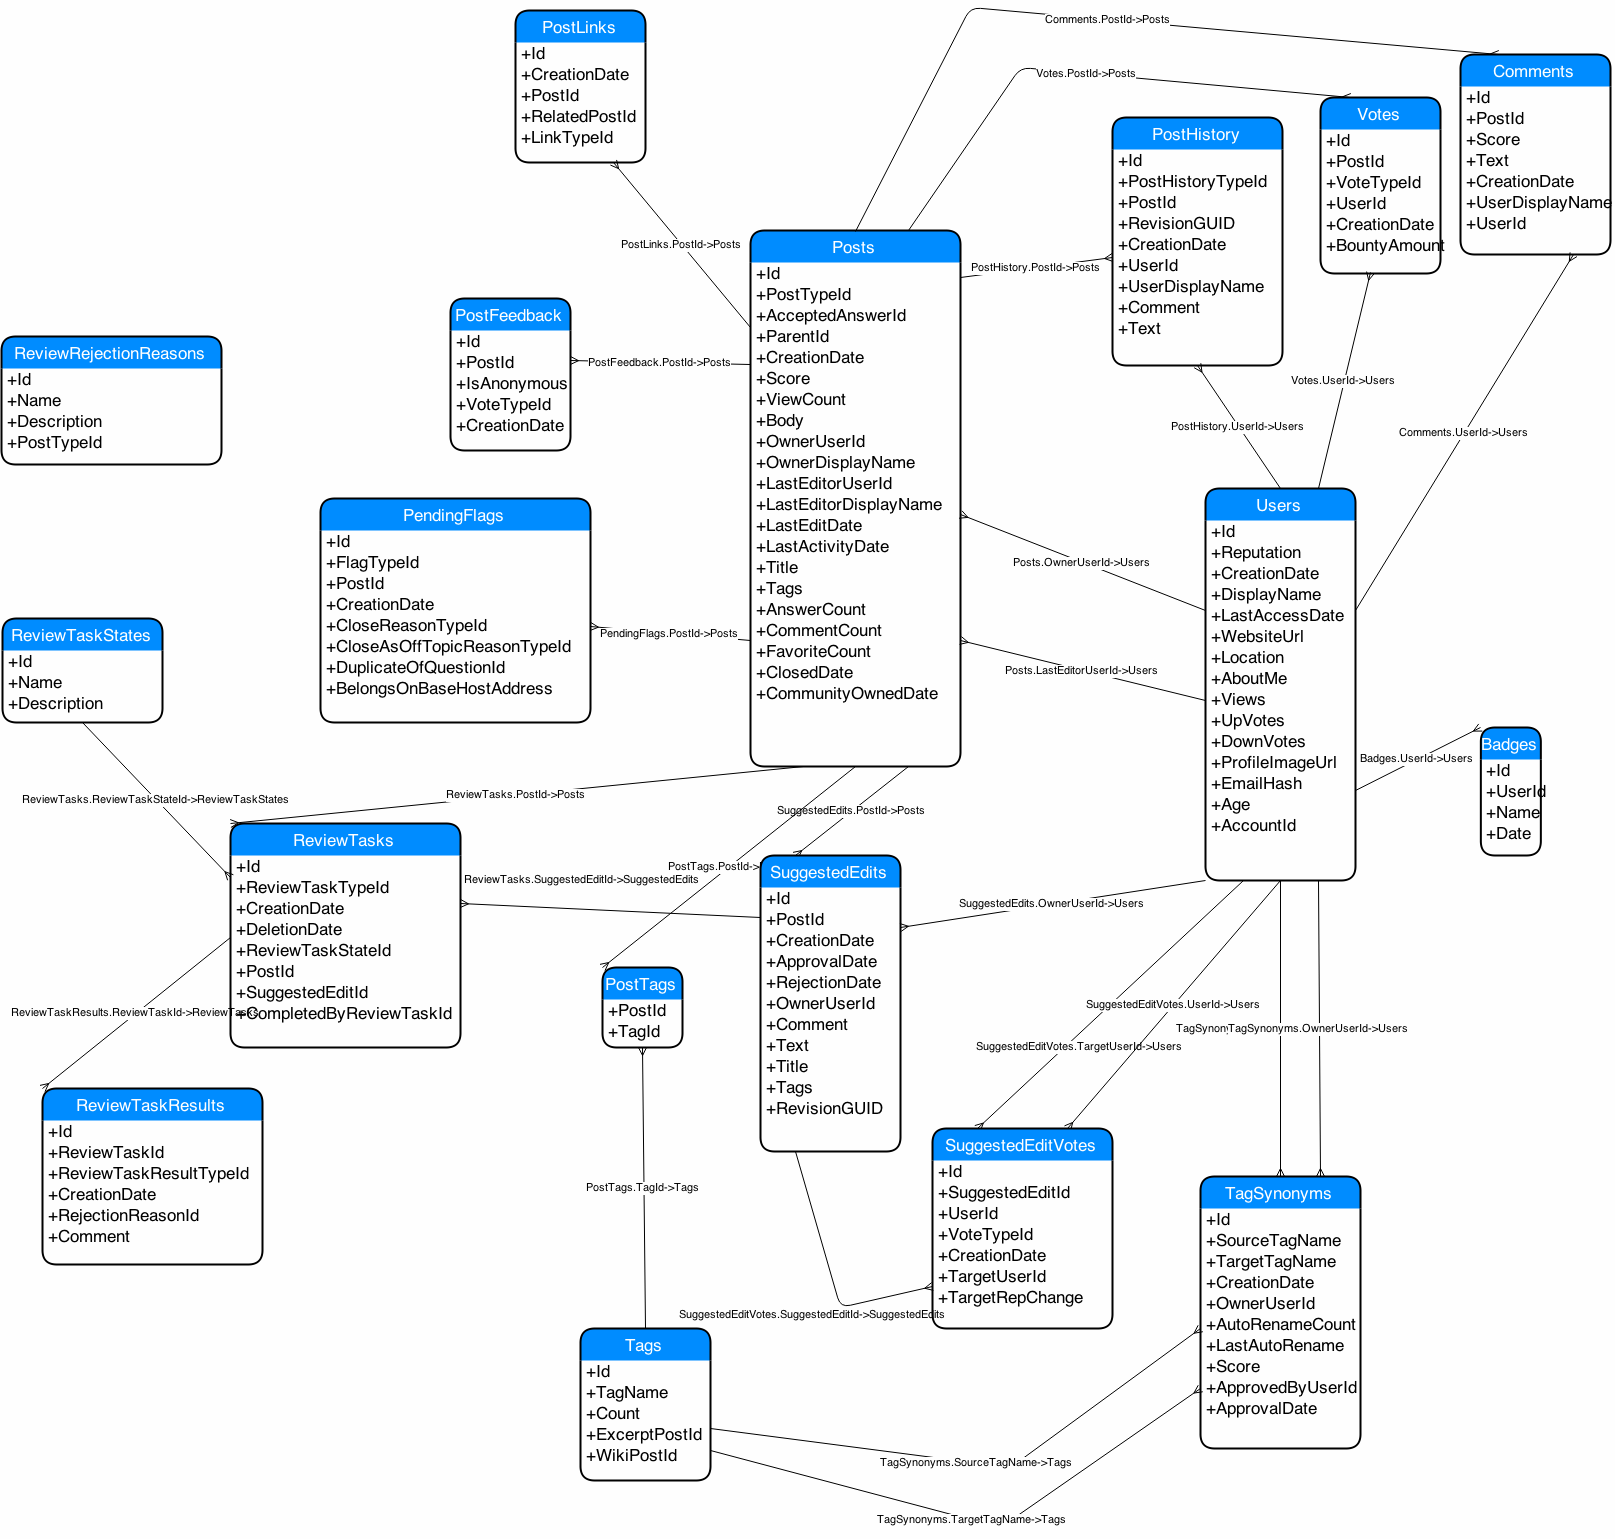 PostLinks
+Id
+CreationDate
+PostId
+RelatedPostId
+LinkTypeId
Comments.PostId->Posts
Votes.PostId->Posts
Comments
+Id
+PostId
+Score
+Text
+CreationDate
+UserDisplayName
+UserId
Votes
+Id
+PostId
+VoteTypeId
+UserId
+CreationDate
+BountyAmount
PostHistory
+Id
+PostHistoryTypeId
+PostId
+RevisionGUID
+CreationDate
+UserId
+UserDisplayName
+Comment
+Text
PostLinks.PostId->Posts
PostHistory.PostId->Posts
Posts
+Id
+PostTypeId
+AcceptedAnswerId
+ParentId
+CreationDate
+Score
+ViewCount
+Body
+OwnerUserId
+OwnerDisplayName
+LastEditorUserId
+LastEditorDisplayName
+LastEditDate
+LastActivityDate
+Title
+Tags
+AnswerCount
+CommentCount
+FavoriteCount
+ClosedDate
+CommunityOwnedDate
PostFeedback
+Id
+PostId
+IsAnonymous
+VoteTypeId
+CreationDate
PostFeedback.PostId->Posts
ReviewRejectionReasons
+Id
+Name
+Description
+PostTypeId
Votes.UserId->Users
PostHistory.UserId->Users
Comments.UserId->Users
PendingFlags
+Id
+FlagTypeId
+PostId
+CreationDate
+CloseReasonTypeId
+CloseAsOffTopicReasonTypeId
+DuplicateOfQuestionId
+BelongsOnBaseHostAddress
PendingFlags.PostId->Posts
Users
+Id
+Reputation
+CreationDate
+DisplayName
+LastAccessDate
+WebsiteUrl
+Location
+AboutMe
+Views
+UpVotes
+DownVotes
+ProfileImageUrl
+EmailHash
+Age
+AccountId
Posts.OwnerUserId->Users
Posts.LastEditorUserId->Users
ReviewTaskStates
+Id
+Name
+Description
Badges
+Id
+UserId
+Name
+Date
Badges.UserId->Users
ReviewTasks.ReviewTaskStateId->ReviewTaskStates
ReviewTasks.PostId->Posts
SuggestedEdits.PostId->Posts
ReviewTasks
+Id
+ReviewTaskTypeId
+CreationDate
+DeletionDate
+ReviewTaskStateId
+PostId
+SuggestedEditId
+CompletedByReviewTaskId
PostTags.PostId->
ReviewTasks.SuggestedEditId->SuggestedEdits
SuggestedEdits
+Id
+PostId
+CreationDate
+ApprovalDate
+RejectionDate
+OwnerUserId
+Comment
+Text
+Title
+Tags
+RevisionGUID
SuggestedEdits.OwnerUserId->Users
PostTags
+PostId
+TagId
ReviewTaskResults.ReviewTaskId->ReviewTasks
SuggestedEditVotes.UserId->Users
TagSynonyms.OwnerUserId->Users
SuggestedEditVotes.TargetUserId->Users
ReviewTaskResults
+Id
+ReviewTaskId
+ReviewTaskResultTypeId
+CreationDate
+RejectionReasonId
+Comment
PostTags.TagId->Tags
SuggestedEditVotes
+Id
+SuggestedEditId
+UserId
+VoteTypeId
+CreationDate
+TargetUserId
+TargetRepChange
SuggestedEditVotes.SuggestedEditId->SuggestedEdits
TagSynonyms
+Id
+SourceTagName
+TargetTagName
+CreationDate
+OwnerUserId
+AutoRenameCount
+LastAutoRename
+Score
+ApprovedByUserId
+ApprovalDate
Tags
+Id
+TagName
+Count
+ExcerptPostId
+WikiPostId
TagSynonyms.SourceTagName->Tags
TagSynonyms.TargetTagName->Tags